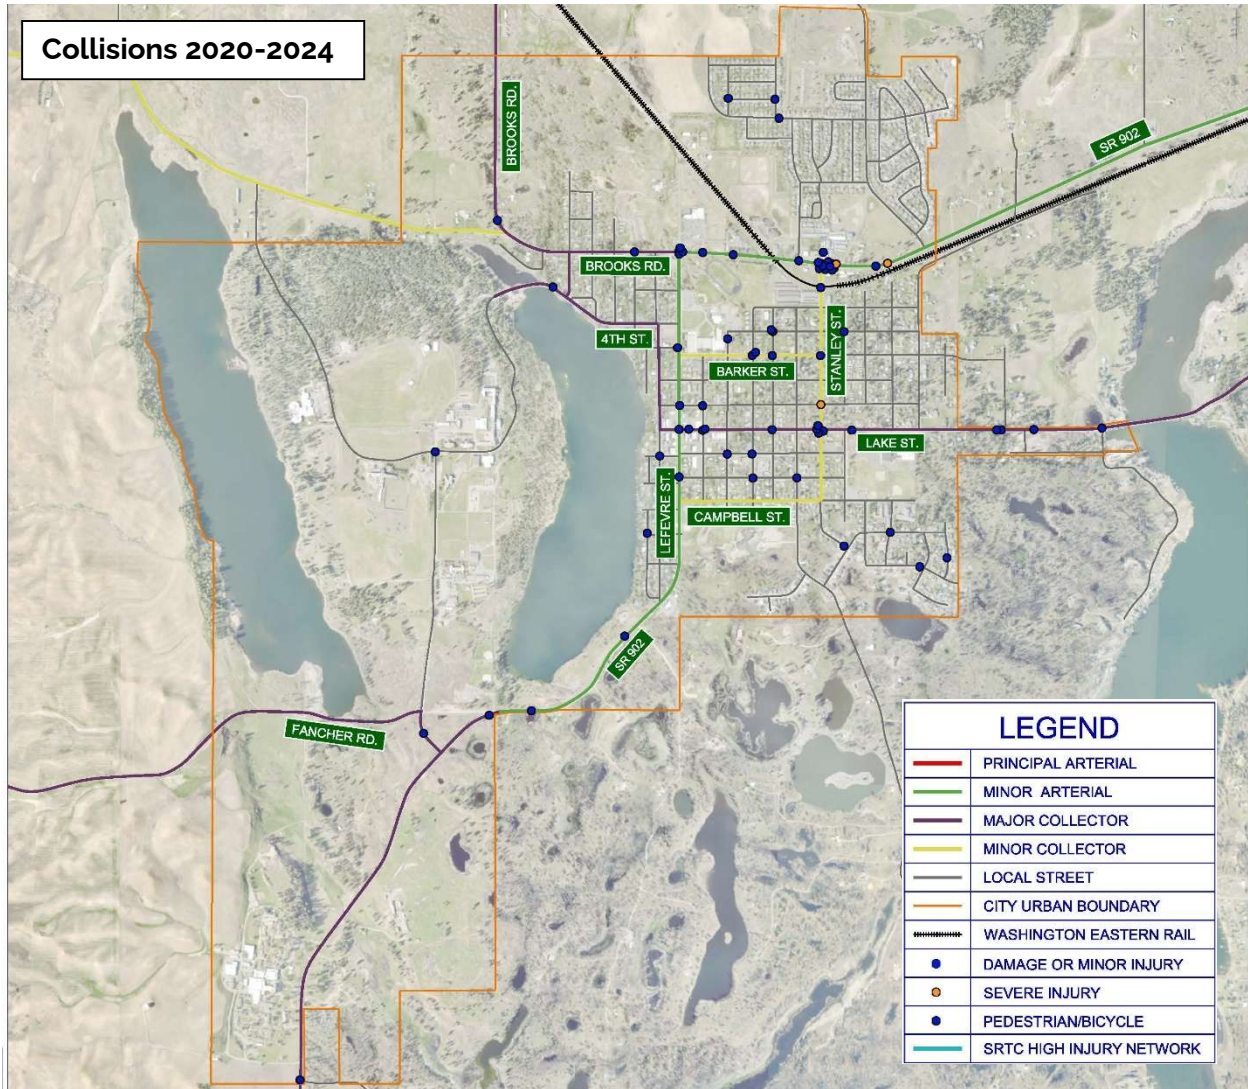 Collisions 2020-2024
BROOKS RD.
SR 902
BROOKS RD.
4TH ST.
BARKER ST.
STANLEY ST.
LAKE ST.
LEFEVRE ST.
CAMPBELL ST.
SR 902
FANCHER RD.
LEGEND
PRINCIPAL ARTERIAL
MINOR ARTERIAL
MAJOR COLLECTOR
MINOR COLLECTOR
LOCAL STREET
CITY URBAN BOUNDARY
WASHINGTON EASTERN RAIL
DAMAGE OR MINOR INJURY
SEVERE INJURY
PEDESTRIAN/BICYCLE
SRTC HIGH INJURY NETWORK